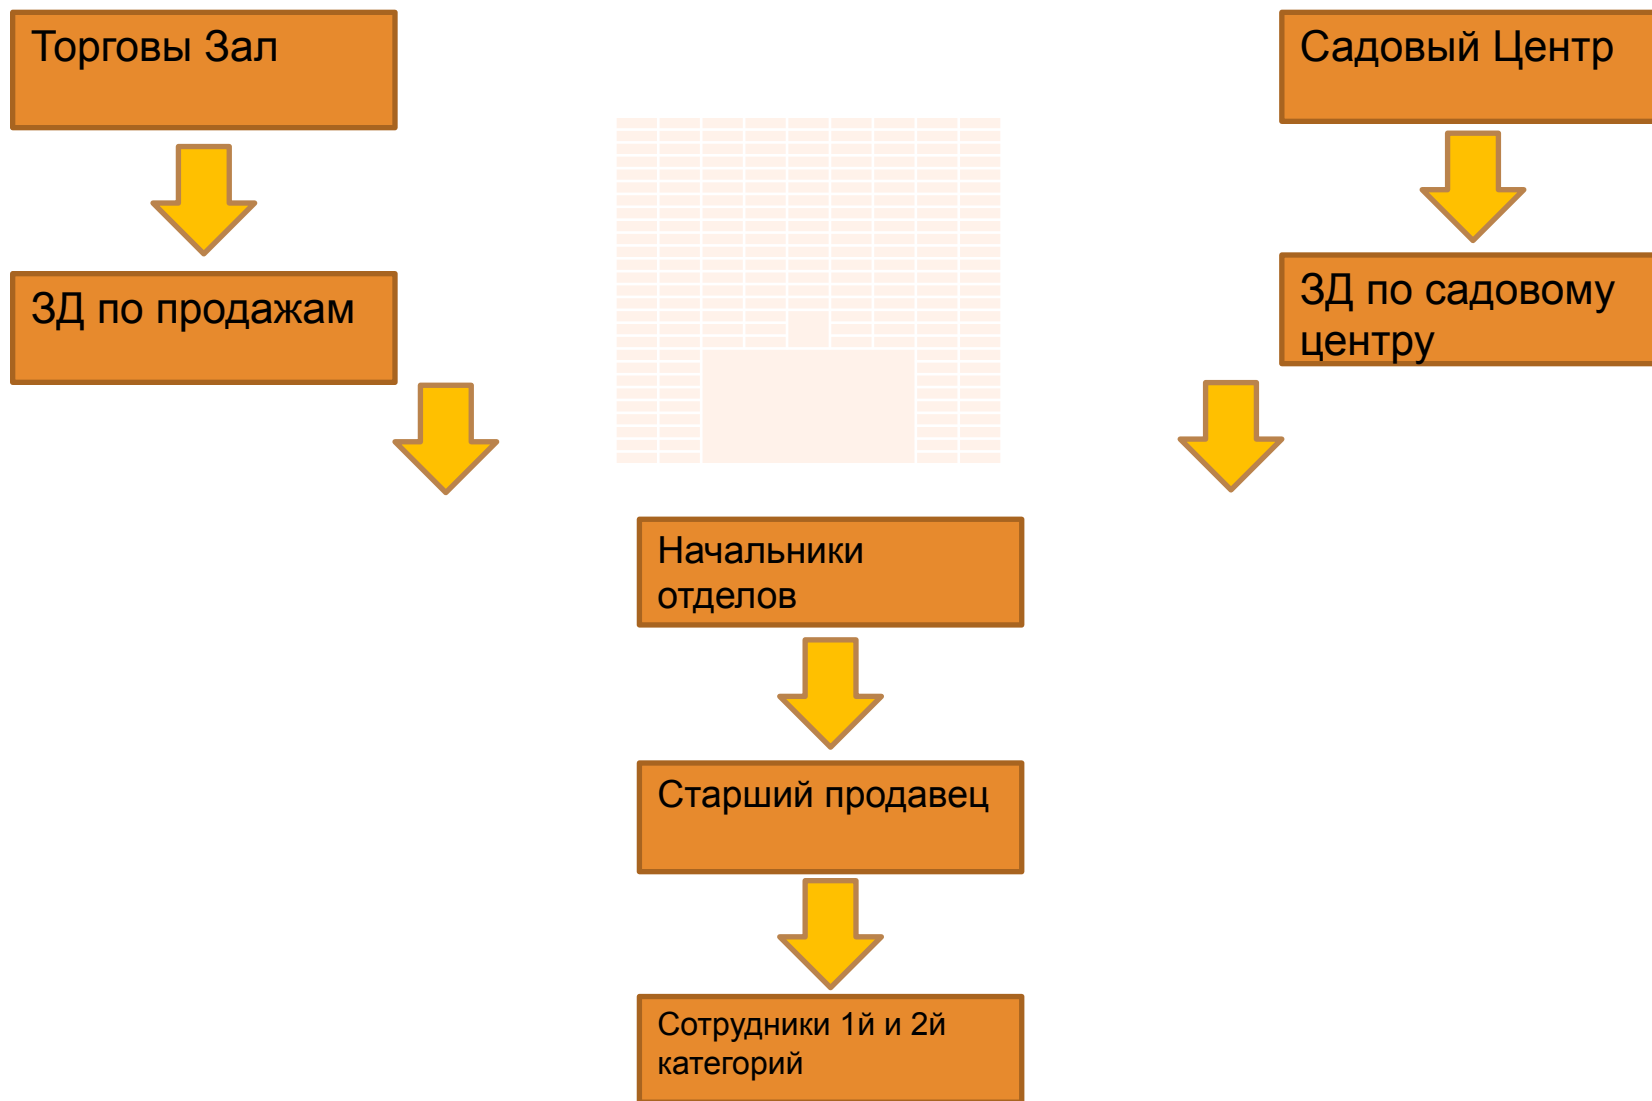 Торговы Зал
Садовый Центр
ЗД по продажам
ЗД по садовому
центру
Начальники
отделов
Старший продавец
Сотрудники 1й и 2й
категорий